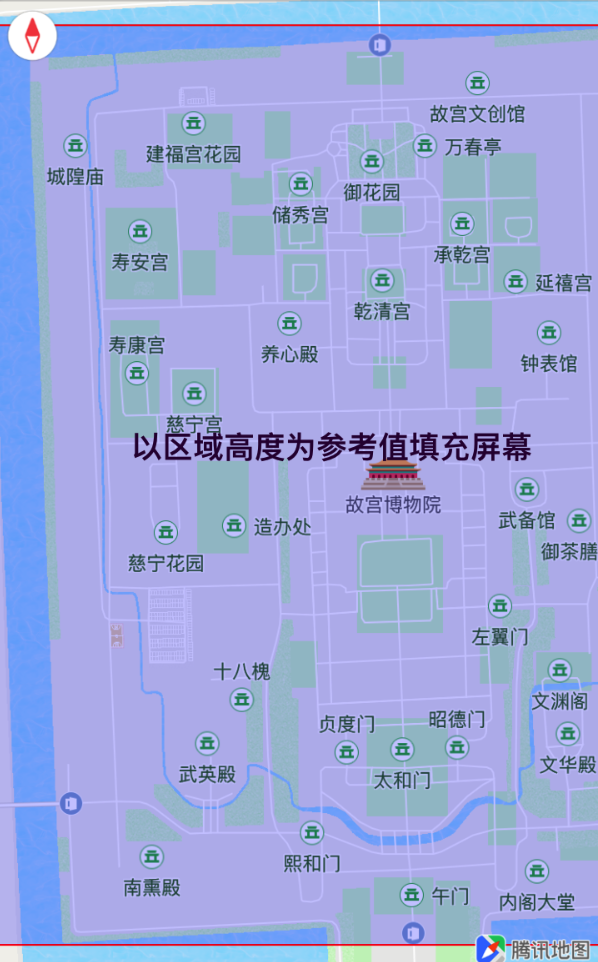 故宫文创馆
万春亭
建福宫花园
城隍庙
御花园
储秀宫
承乾宫
寿安宫
延禧宫
乾清宫
寿康宫
养心殿
钟表馆
慈宁宫
以区域高度为参考值填充屏幕
故宫博物院
武备馆
造办处
御茶膳
慈宁花园
左翼门
十八槐
文渊阁
贞度门
昭德门
武英殿
太和门
文华殿
熙和门
南熏殿
午门
内阁大堂
腾讯地图